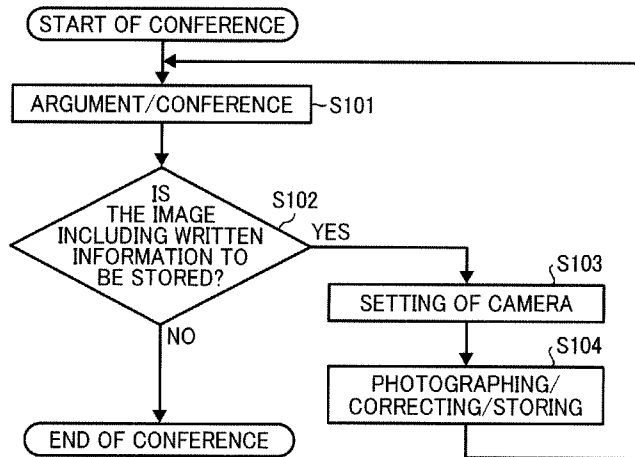 START OF CONFERENCE
ARGUMENT/CONFERENCE
S101
IS
THE IMAGE
INCLUDING WRITTEN
INFORMATION TO
BE STORED?
S102
YES
S103
SETTING OF CAMERA
S104
PHOTOGRAPHING/
CORRECTING/STORING
NO
END OF CONFERENCE